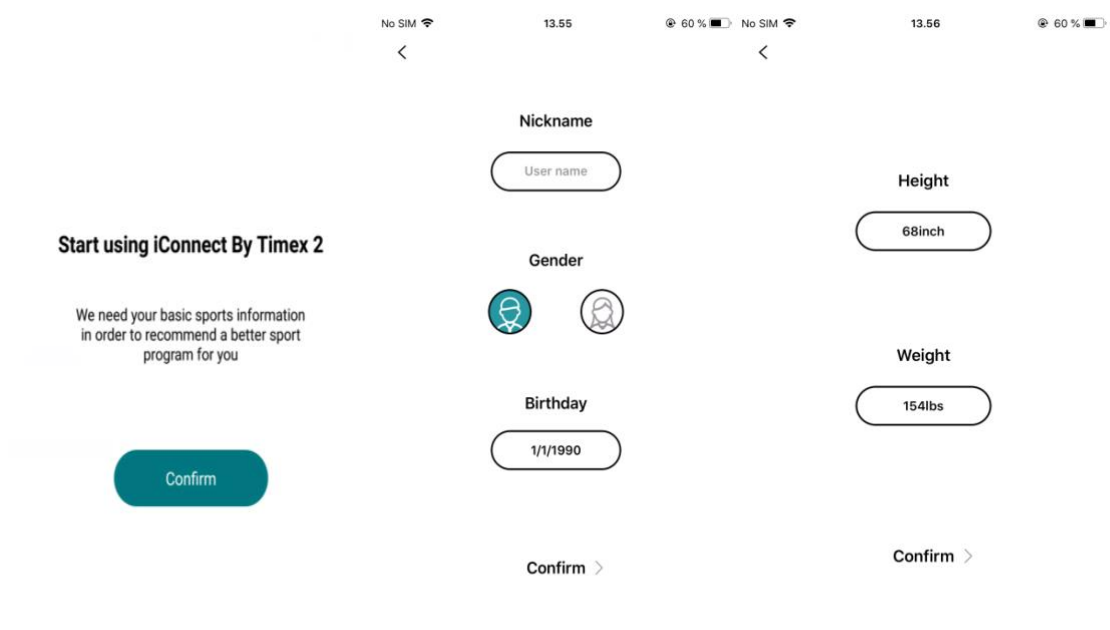 Start using iConnect By Timex 2
We need your basic sports information
in order to recommend a better sport
program for you
Confirm
No SIM 13.55 60 %
Nickname
User name
Gender
Birthday
1/1/1990
Confirm
No SIM 13.56 60 %
Height
68inch
Weight
154lbs
Confirm